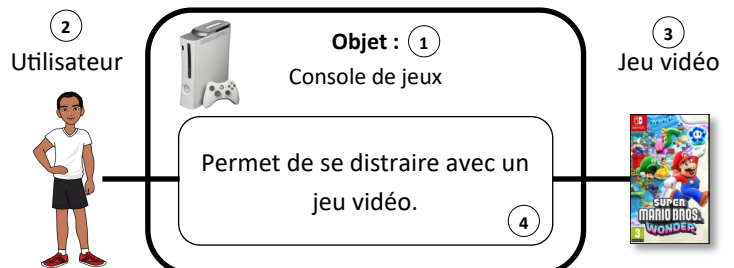 2
Utilisateur
Objet : 1
Console de jeux
Permet de se distraire avec un
jeu vidéo.
4
3
Jeu vidéo
SUPER
MARIO BROS.
WONDER
3